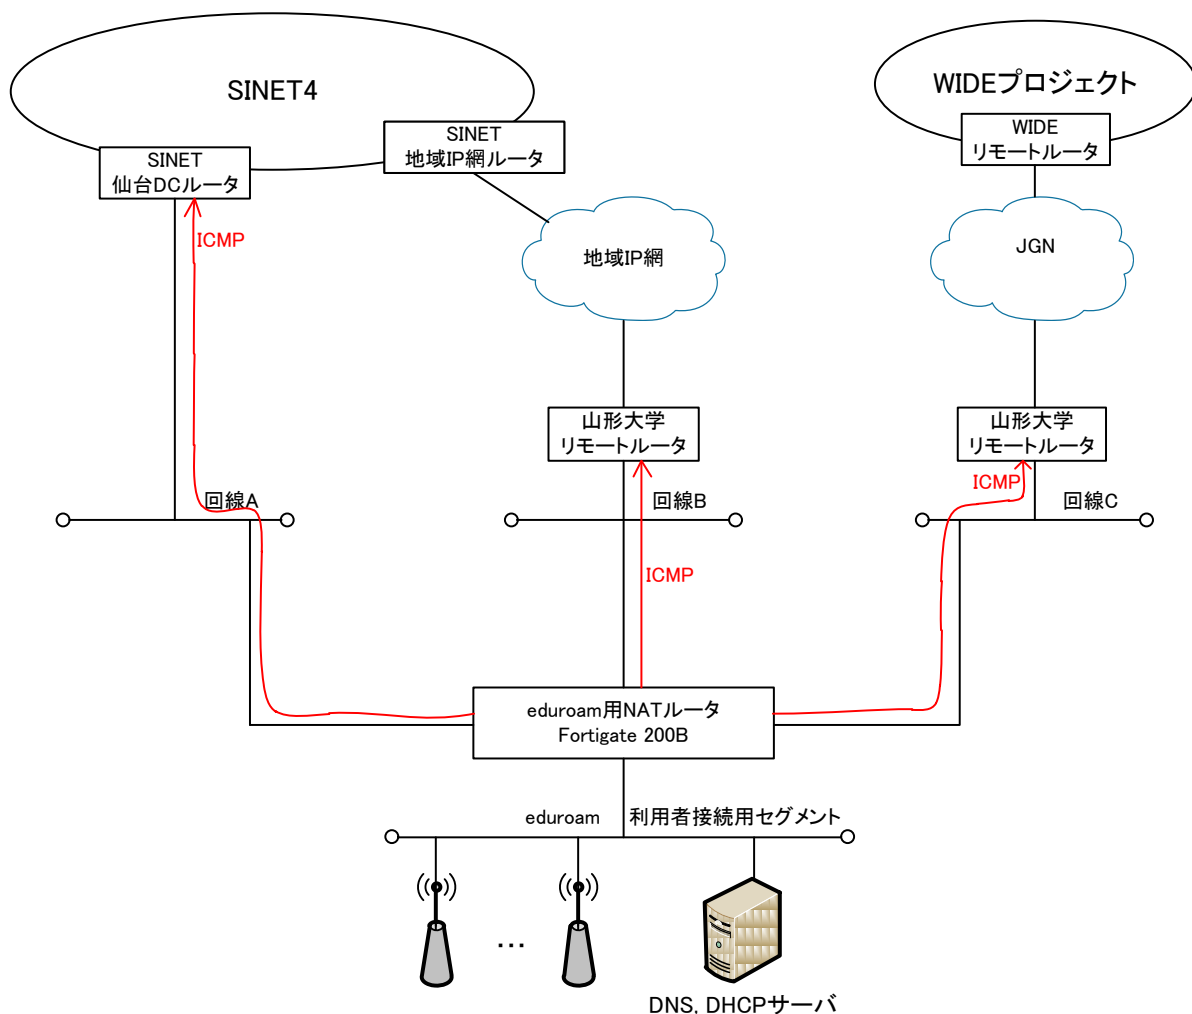 SINET4
WIDEプロジェクト
SINET
地域IP網ルータ
WIDE
リモートルータ
SINET
仙台DCルータ
ICMP
地域IP網
JGN
山形大学
リモートルータ
山形大学
リモートルータ
ICMP
回線A
回線B
回線C
ICMP
eduroam用NATルータ
Fortigate 200B
eduroam 利用者接続用セグメント
...
DNS, DHCPサーバ